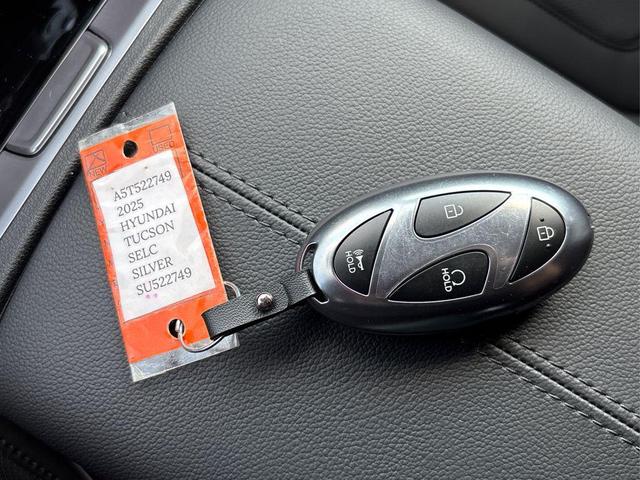 NEW
USED
A5T522749
2025
HYUNDAI
TUCSON
SELC
SILVER
SU522749
HOLD
HOLD